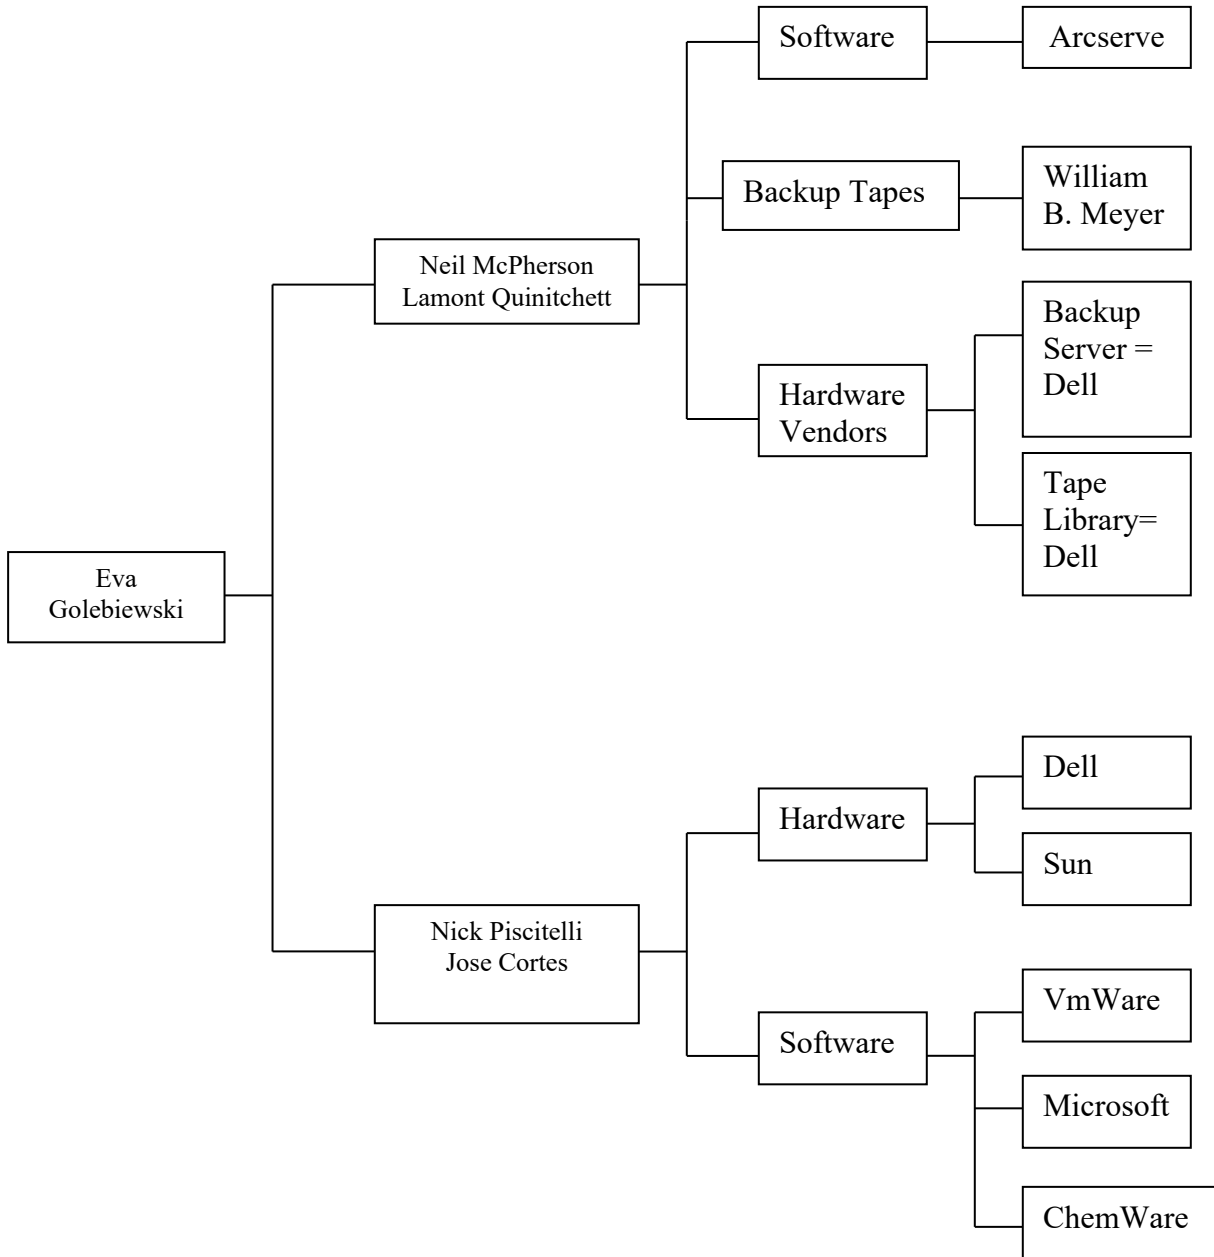 Software
Arcserve
Backup Tapes
William
B. Meyer
Neil McPherson
Lamont Quinitchett
Backup
Server =
Dell
Hardware
Vendors
Tape
Library=
Dell
Eva
Golebiewski
Dell
Hardware
Sun
Nick Piscitelli
Jose Cortes
VmWare
Software
Microsoft
ChemWare